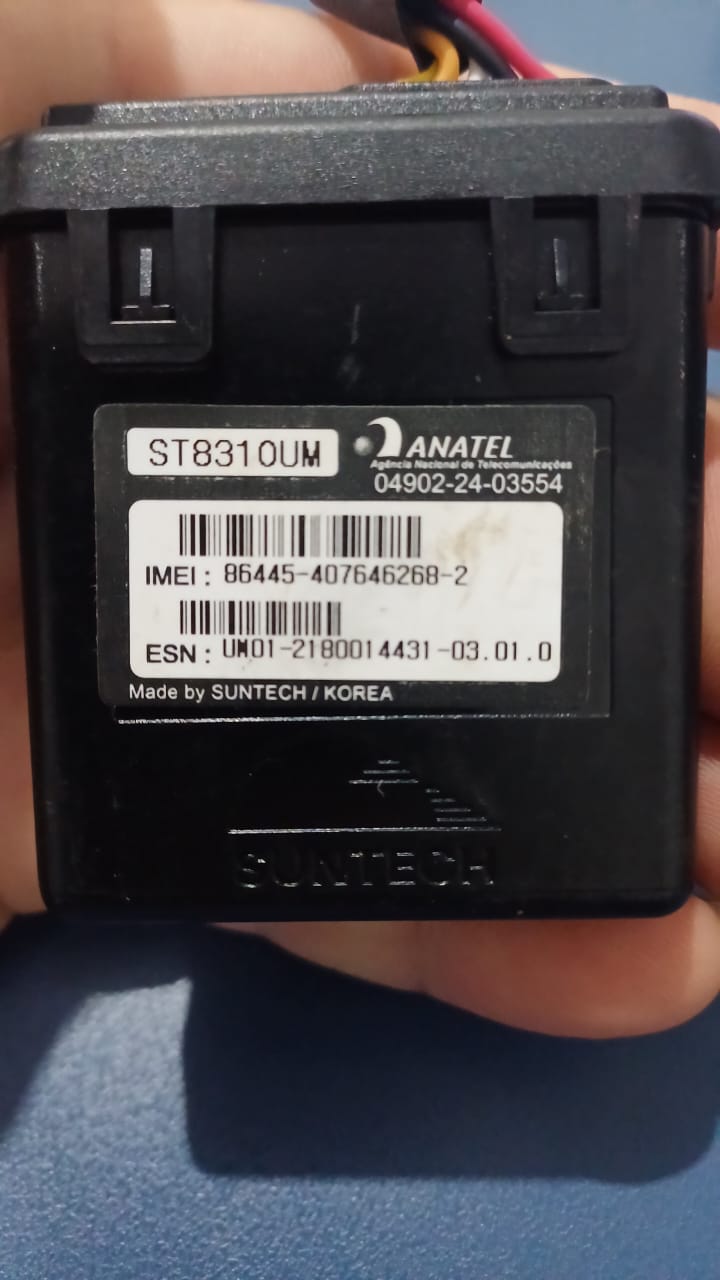 ST8310UM
ANATEL
Agência Nacional de Telecomunicações
04902-24-03554
IMEI : 86445-407646268-2
ESN : UM01-2180014431-03.01.0
Made by SUNTECH / KOREA
SUNTECH